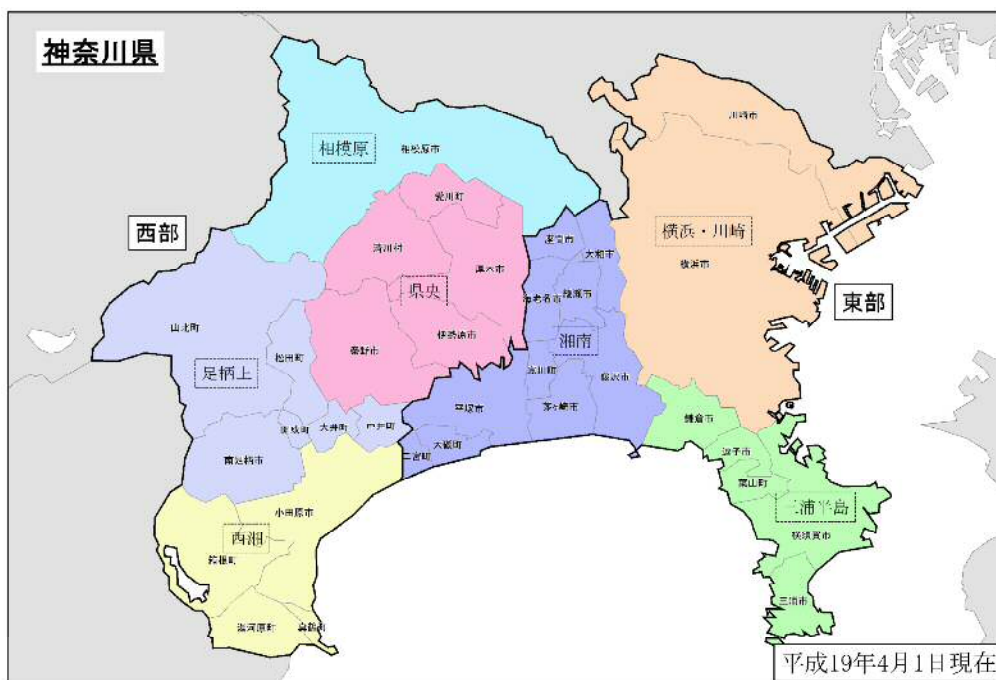 神奈川県
川崎市
相模原
相模原市
愛川町
西部
清川村
座間市
大和市
横浜・川崎
厚木市
横浜市
県央
海老名市
綾瀬市
東部
山北町
秦野市
伊勢原市
湘南
松田町
足柄上
寒川町
藤沢市
平塚市
茅ヶ崎市
鎌倉市
開成町
大井町
中井町
大磯町
二宮町
逗子市
南足柄市
葉山町
三浦半島
小田原市
西湘
横須賀市
箱根町
三浦市
湯河原町
真鶴町
平成19年4月1日現在